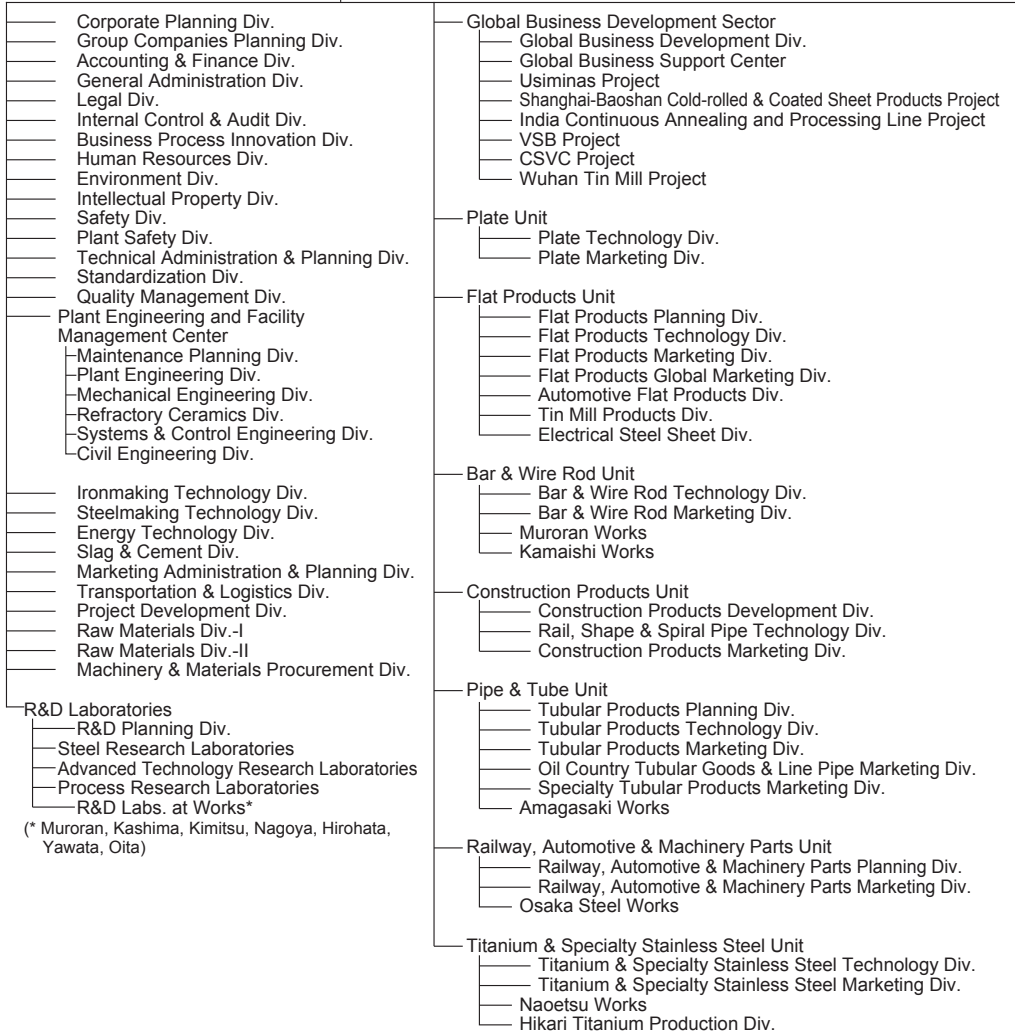 Corporate Planning Div.
Group Companies Planning Div.
Accounting & Finance Div.
General Administration Div.
Legal Div.
Internal Control & Audit Div.
Business Process Innovation Div.
Human Resources Div.
Environment Div.
Intellectual Property Div.
Safety Div.
Plant Safety Div.
Technical Administration & Planning Div.
Standardization Div.
Quality Management Div.
Plant Engineering and Facility
Management Center
Maintenance Planning Div.
Plant Engineering Div.
Mechanical Engineering Div.
Refractory Ceramics Div.
Systems & Control Engineering Div.
Civil Engineering Div.
Ironmaking Technology Div.
Steelmaking Technology Div.
Energy Technology Div.
Slag & Cement Div.
Marketing Administration & Planning Div.
Transportation & Logistics Div.
Project Development Div.
Raw Materials Div.-I
Raw Materials Div.-II
Machinery & Materials Procurement Div.
R&D Laboratories
R&D Planning Div.
Steel Research Laboratories
Advanced Technology Research Laboratories
Process Research Laboratories
R&D Labs. at Works*
(* Muroran, Kashima, Kimitsu, Nagoya, Hirohata,
Yawata, Oita)
Global Business Development Sector
Global Business Development Div.
Global Business Support Center
Usiminas Project
Shanghai-Baoshan Cold-rolled & Coated Sheet Products Project
India Continuous Annealing and Processing Line Project
VSB Project
CSVC Project
Wuhan Tin Mill Project
Plate Unit
Plate Technology Div.
Plate Marketing Div.
Flat Products Unit
Flat Products Planning Div.
Flat Products Technology Div.
Flat Products Marketing Div.
Flat Products Global Marketing Div.
Automotive Flat Products Div.
Tin Mill Products Div.
Electrical Steel Sheet Div.
Bar & Wire Rod Unit
Bar & Wire Rod Technology Div.
Bar & Wire Rod Marketing Div.
Muroran Works
Kamaishi Works
Construction Products Unit
Construction Products Development Div.
Rail, Shape & Spiral Pipe Technology Div.
Construction Products Marketing Div.
Pipe & Tube Unit
Tubular Products Planning Div.
Tubular Products Technology Div.
Tubular Products Marketing Div.
Oil Country Tubular Goods & Line Pipe Marketing Div.
Specialty Tubular Products Marketing Div.
Amagasaki Works
Railway, Automotive & Machinery Parts Unit
Railway, Automotive & Machinery Parts Planning Div.
Railway, Automotive & Machinery Parts Marketing Div.
Osaka Steel Works
Titanium & Specialty Stainless Steel Unit
Titanium & Specialty Stainless Steel Technology Div.
Titanium & Specialty Stainless Steel Marketing Div.
Naoetsu Works
Hikari Titanium Production Div.